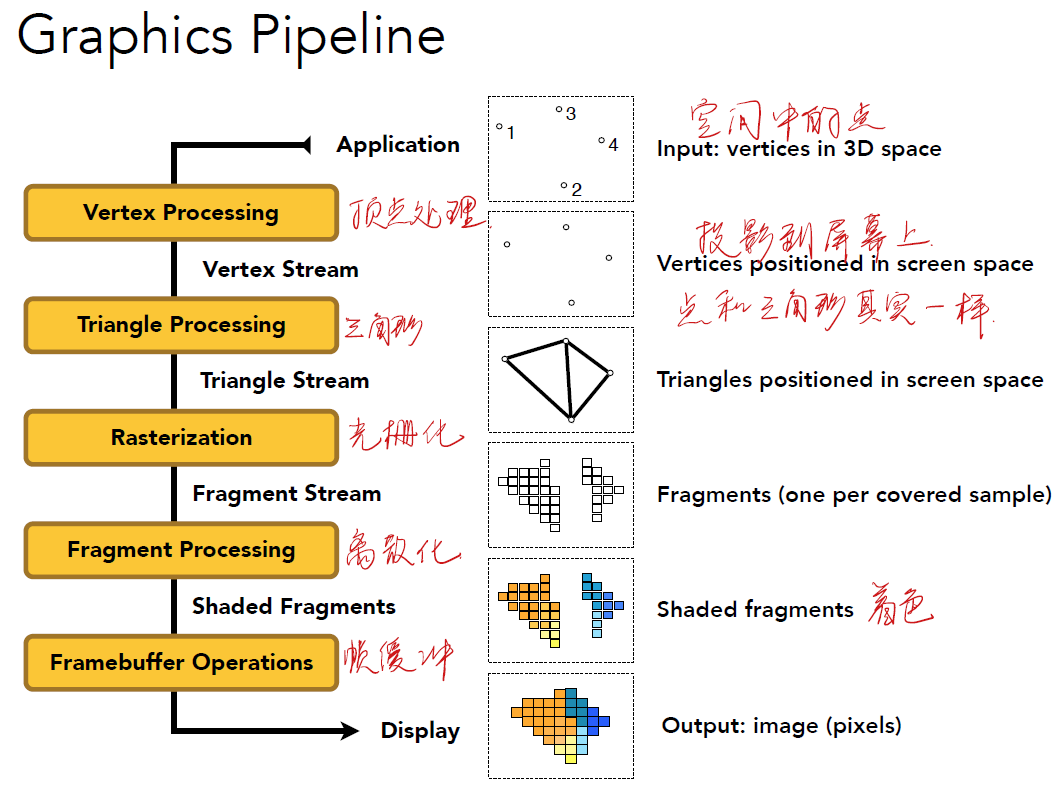 Graphics Pipeline
Application
3
1
4
2
空间中的点
Input: vertices in 3D space
Vertex Processing
顶点处理.
Vertex Stream
投影到屏幕上.
Vertices positioned in screen space
Triangle Processing
三角形
点和三角形其实一样.
Triangle Stream
Triangles positioned in screen space
Rasterization
光栅化
Fragment Stream
Fragments (one per covered sample)
Fragment Processing
离散化
Shaded Fragments
Shaded fragments
着色
Framebuffer Operations
帧缓冲
Display
Output: image (pixels)